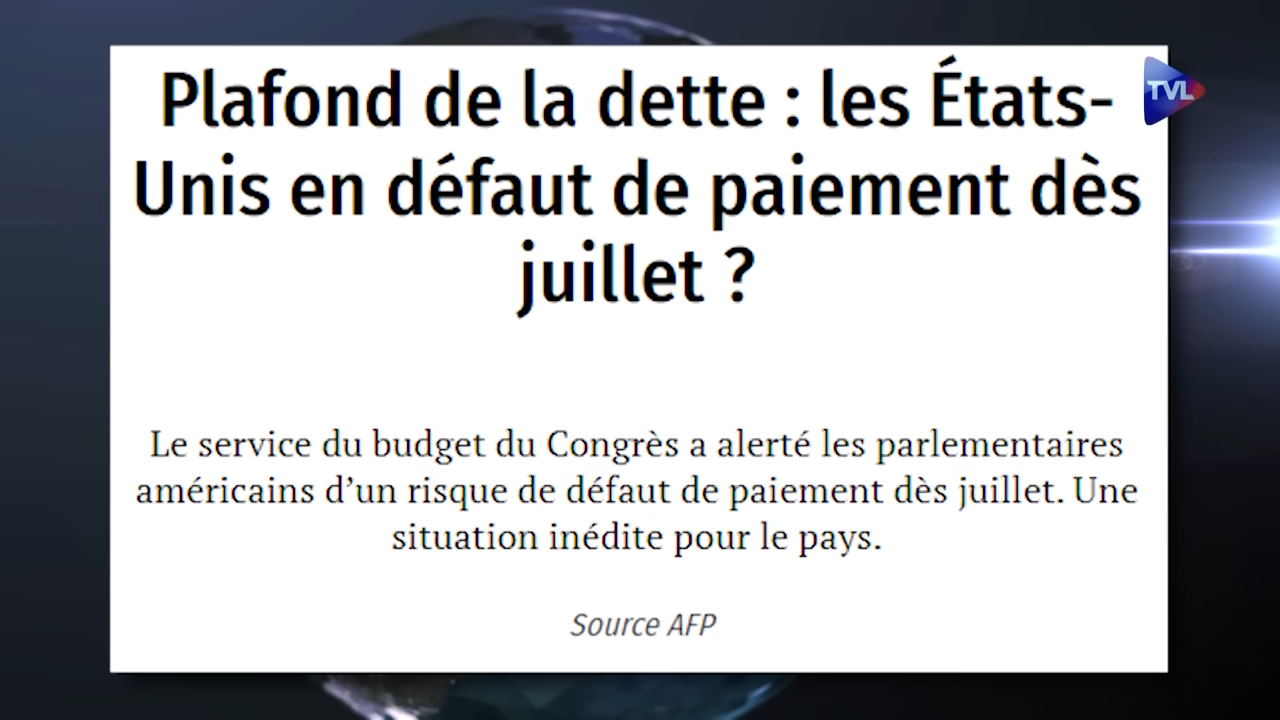 Plafond de la dette : les États-
Unis en défaut de paiement dès
juillet ?
TVL
Le service du budget du Congrès a alerté les parlementaires
américains d’un risque de défaut de paiement dès juillet. Une
situation inédite pour le pays.
Source AFP